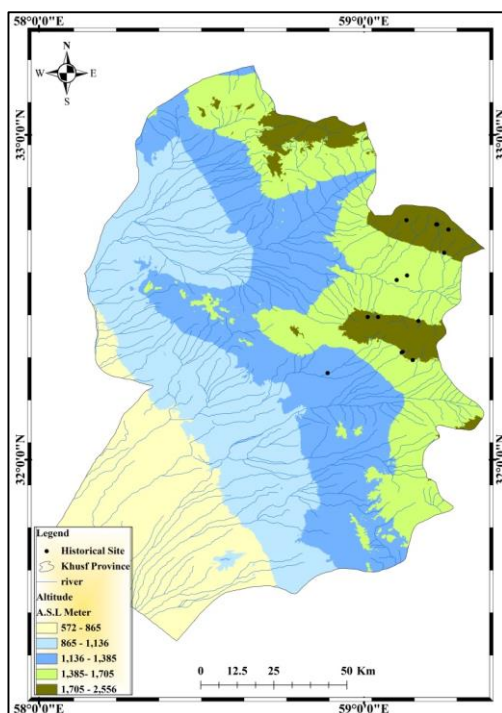 58°0'0"E
59°0'0"E
N
W E
S
33°0'0"N
33°0'0"N
32°0'0"N
32°0'0"N
Legend
Historical Site
Khusf Province
river
Altitude
A.S.L Meter
572 - 865
865 - 1,136
1,136 - 1,385
1,385- 1,705
1,705 - 2,556
0 12.5 25 50 Km
58°0'0"E
59°0'0"E